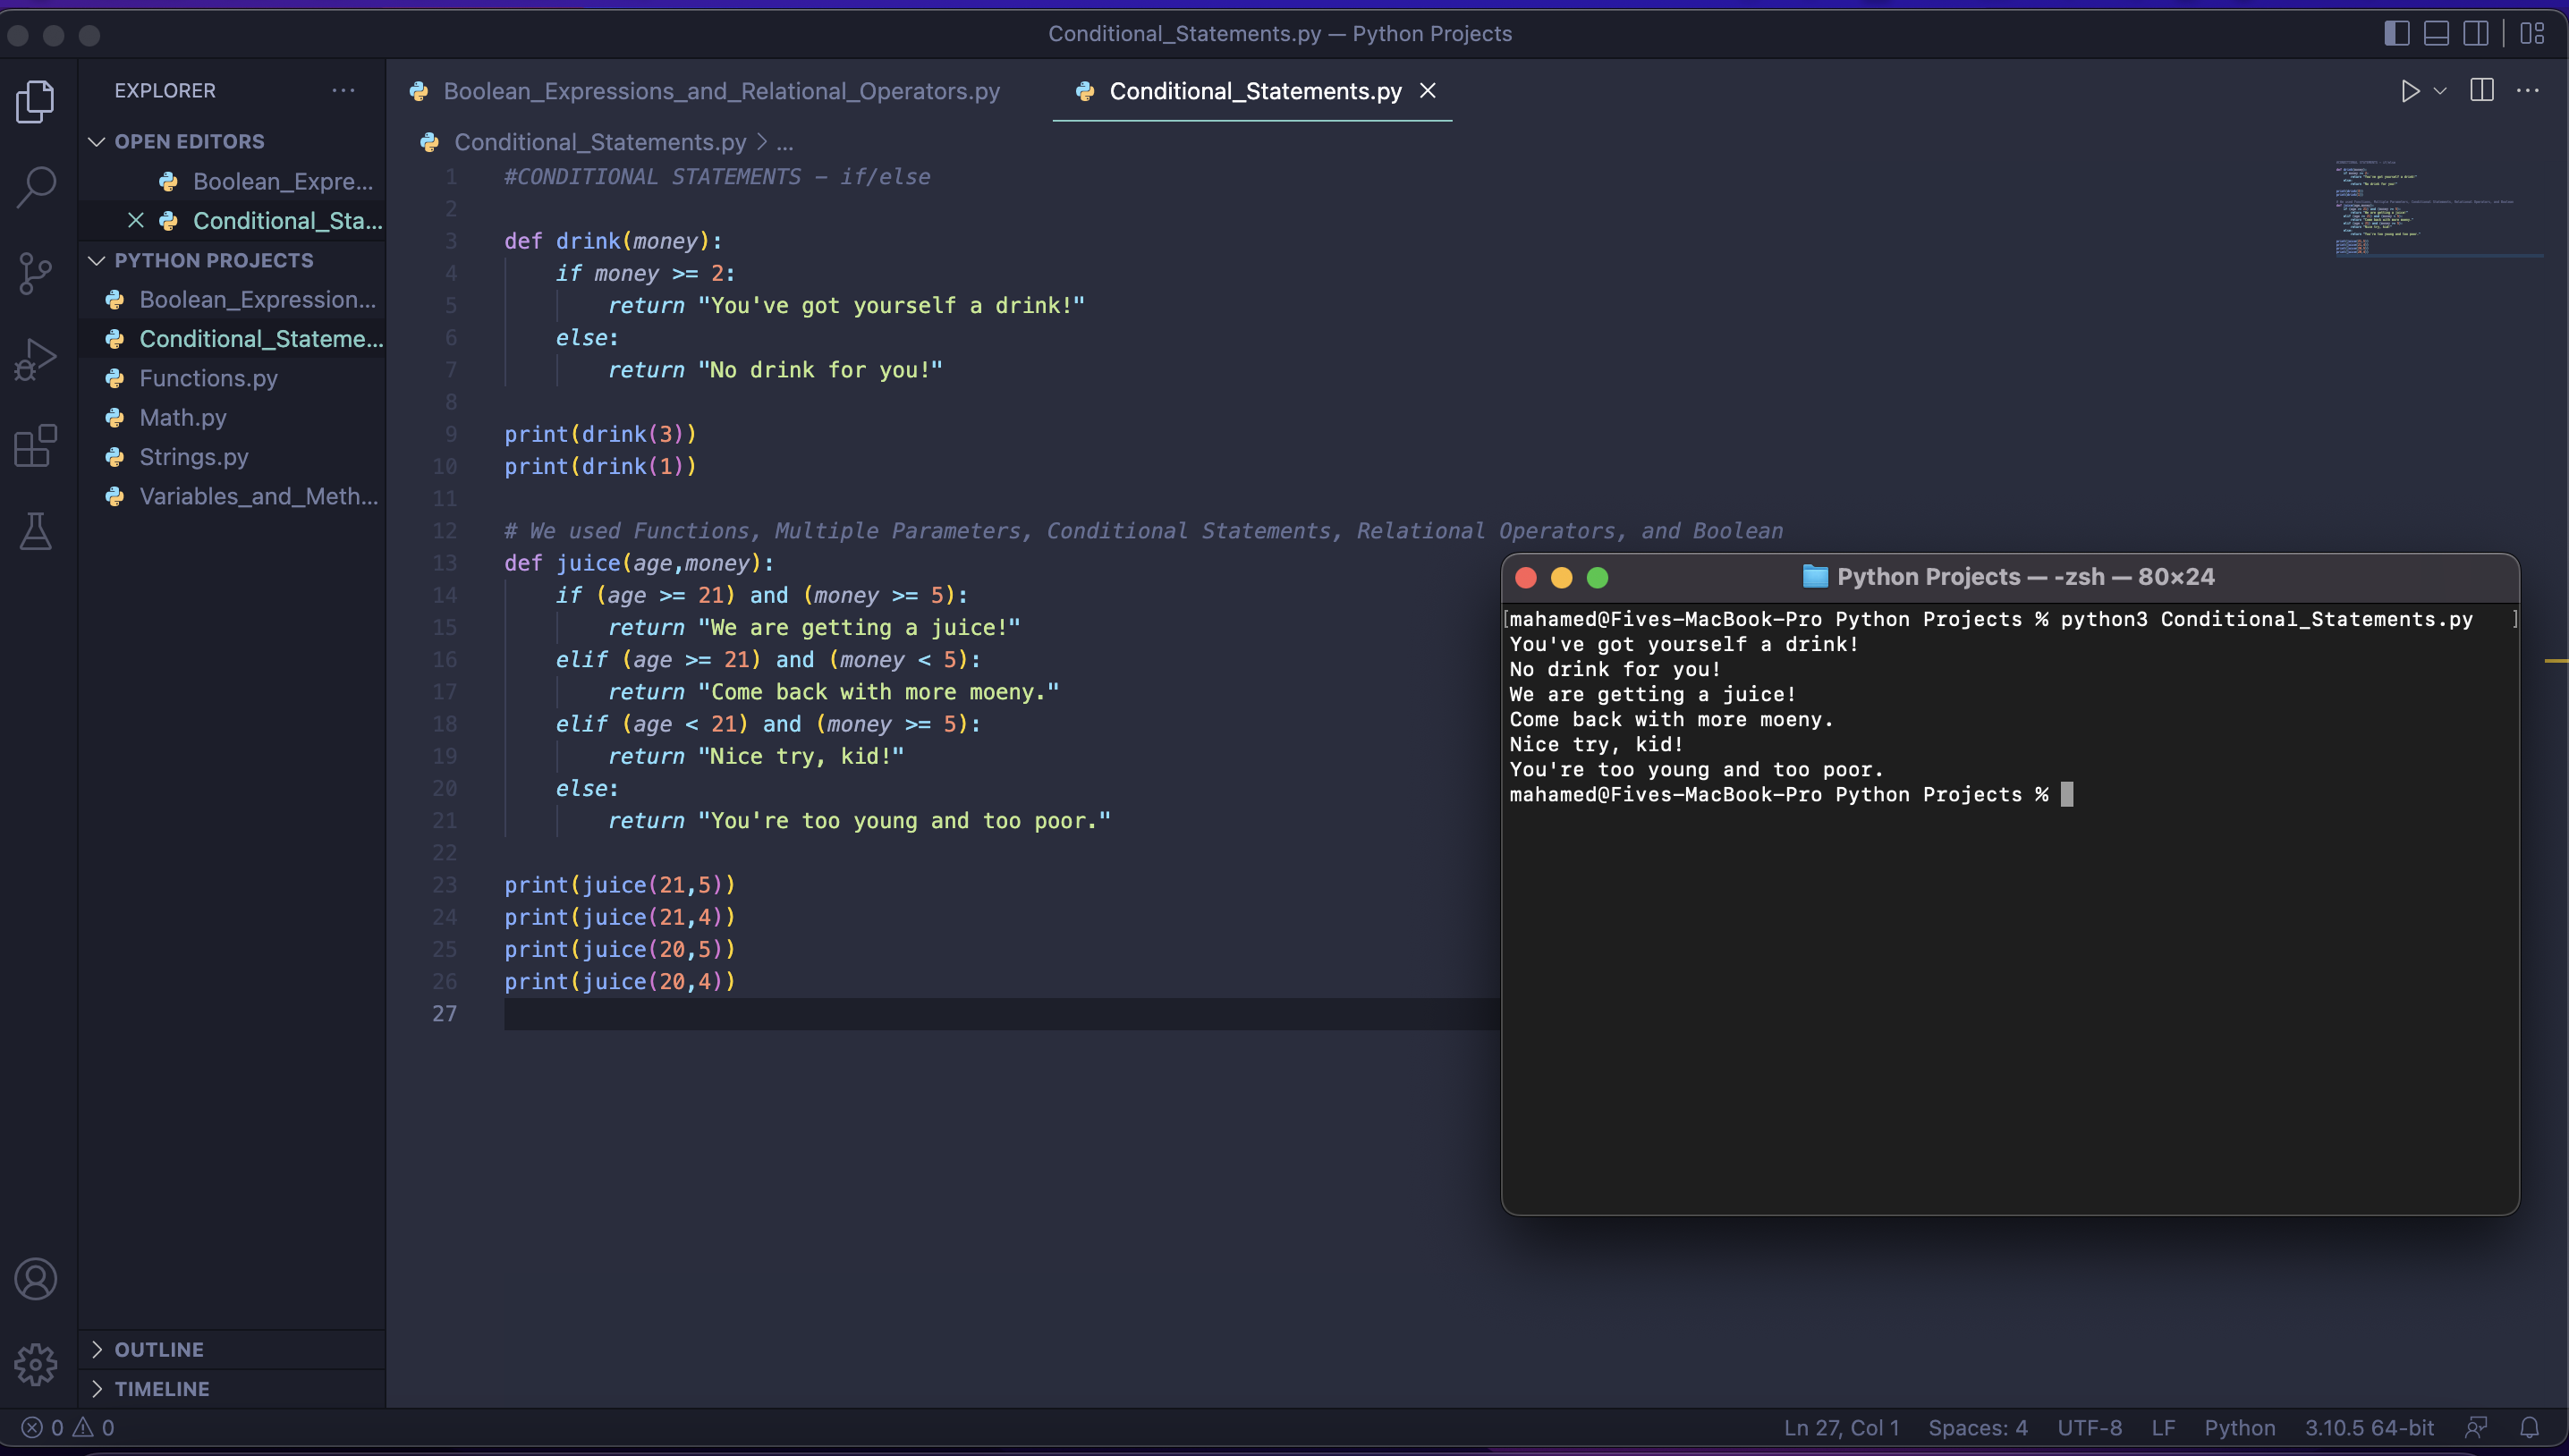 Conditional_Statements.py — Python Projects
EXPLORER
OPEN EDITORS
Boolean_Expre...
Conditional_Sta...
PYTHON PROJECTS
Boolean_Expression...
Conditional_Stateme...
Functions.py
Math.py
Strings.py
Variables_and_Meth...
OUTLINE
TIMELINE
Boolean_Expressions_and_Relational_Operators.py
Conditional_Statements.py
Conditional_Statements.py > ...
1 #CONDITIONAL STATEMENTS - if/else
2
3 def drink(money):
4     if money >= 2:
5         return "You've got yourself a drink!"
6     else:
7         return "No drink for you!"
8
9 print(drink(3))
10 print(drink(1))
11
12 # We used Functions, Multiple Parameters, Conditional Statements, Relational Operators, and Boolean
13 def juice(age,money):
14     if (age >= 21) and (money >= 5):
15         return "We are getting a juice!"
16     elif (age >= 21) and (money < 5):
17         return "Come back with more moeny."
18     elif (age < 21) and (money >= 5):
19         return "Nice try, kid!"
20     else:
21         return "You're too young and too poor."
22
23 print(juice(21,5))
24 print(juice(21,4))
25 print(juice(20,5))
26 print(juice(20,4))
27
Python Projects — -zsh — 80×24
[mahamed@Fives-MacBook-Pro Python Projects % python3 Conditional_Statements.py ]
You've got yourself a drink!
No drink for you!
We are getting a juice!
Come back with more moeny.
Nice try, kid!
You're too young and too poor.
mahamed@Fives-MacBook-Pro Python Projects %
0 0
Ln 27, Col 1 Spaces: 4 UTF-8 LF Python 3.10.5 64-bit